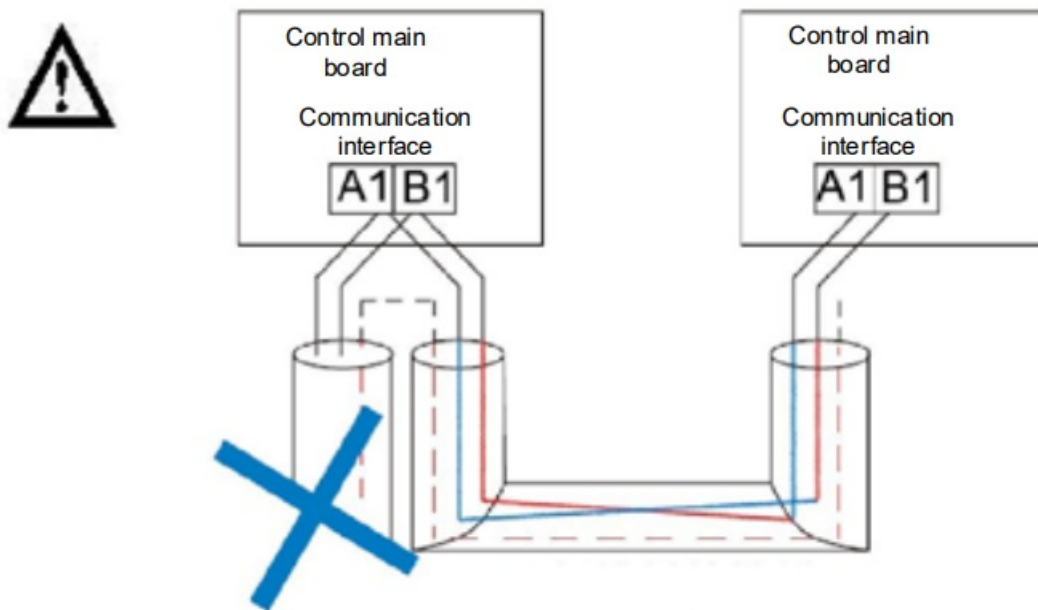 Control main
board
Communication
interface
A1 B1
Control main
board
Communication
interface
A1 B1